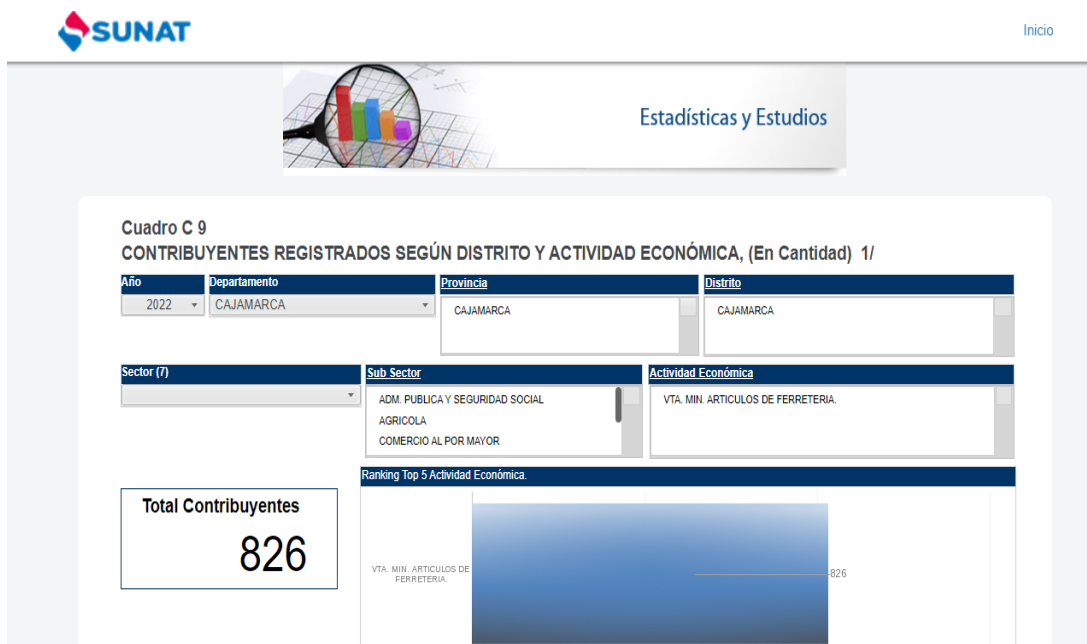 SUNAT
Inicio
Estadísticas y Estudios
Cuadro C 9
CONTRIBUYENTES REGISTRADOS SEGÚN DISTRITO Y ACTIVIDAD ECONÓMICA, (En Cantidad) 1/
Año
Departamento
Provincia
Distrito
2022
CAJAMARCA
CAJAMARCA
CAJAMARCA
Sector (7)
Sub Sector
Actividad Económica
ADM. PUBLICA Y SEGURIDAD SOCIAL
AGRICOLA
COMERCIO AL POR MAYOR
VTA. MIN. ARTICULOS DE FERRETERIA.
Ranking Top 5 Actividad Económica.
Total Contribuyentes
826
VTA. MIN. ARTICULOS DE
FERRETERIA.
826